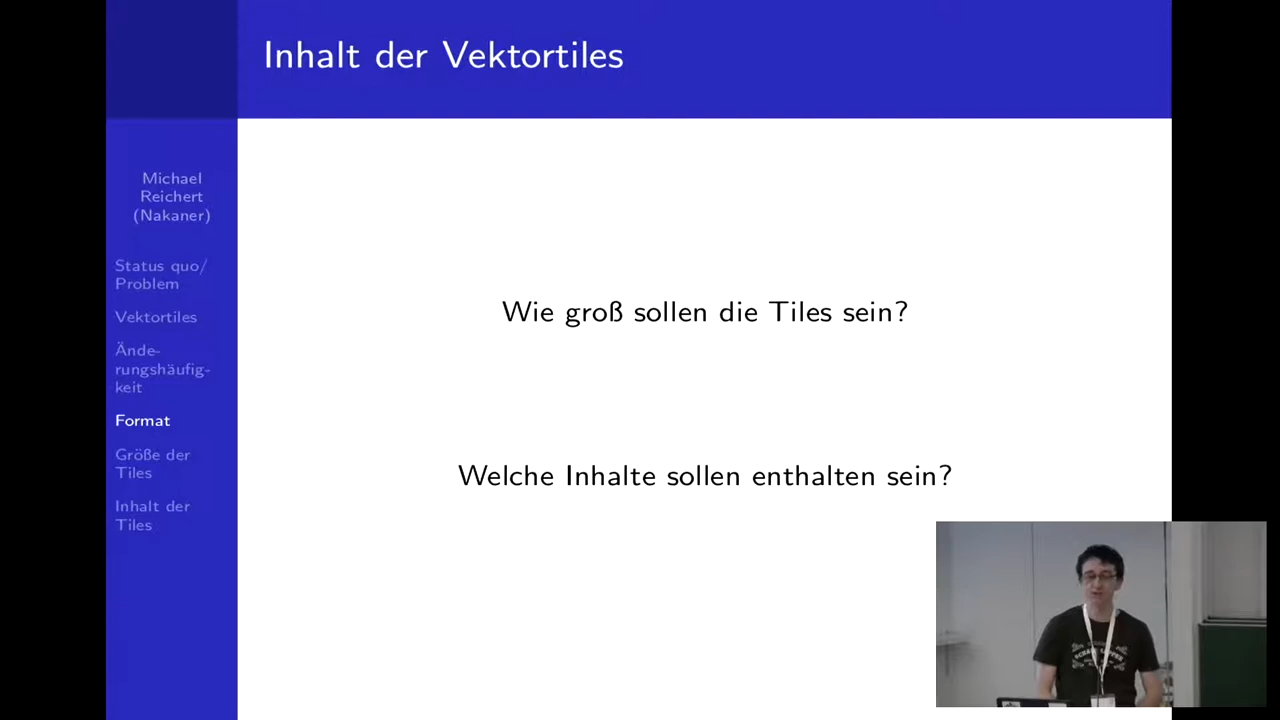 Inhalt der Vektortiles
Michael
Reichert
(Nakaner)
Status quo/
Problem
Vektortiles
Ände-
rungshäufig-
keit
Format
Größe der
Tiles
Inhalt der
Tiles
Wie groß sollen die Tiles sein?
Welche Inhalte sollen enthalten sein?